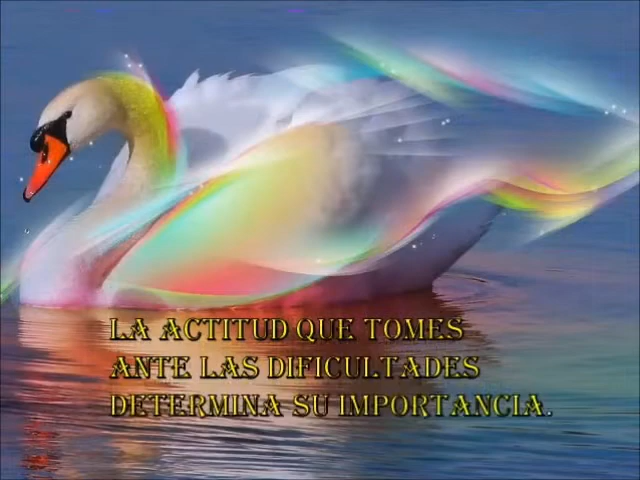 LA ACTITUD QUE TOMES
ANTE LAS DIFICULTADES
DETERMINA SU IMPORTANCIA.